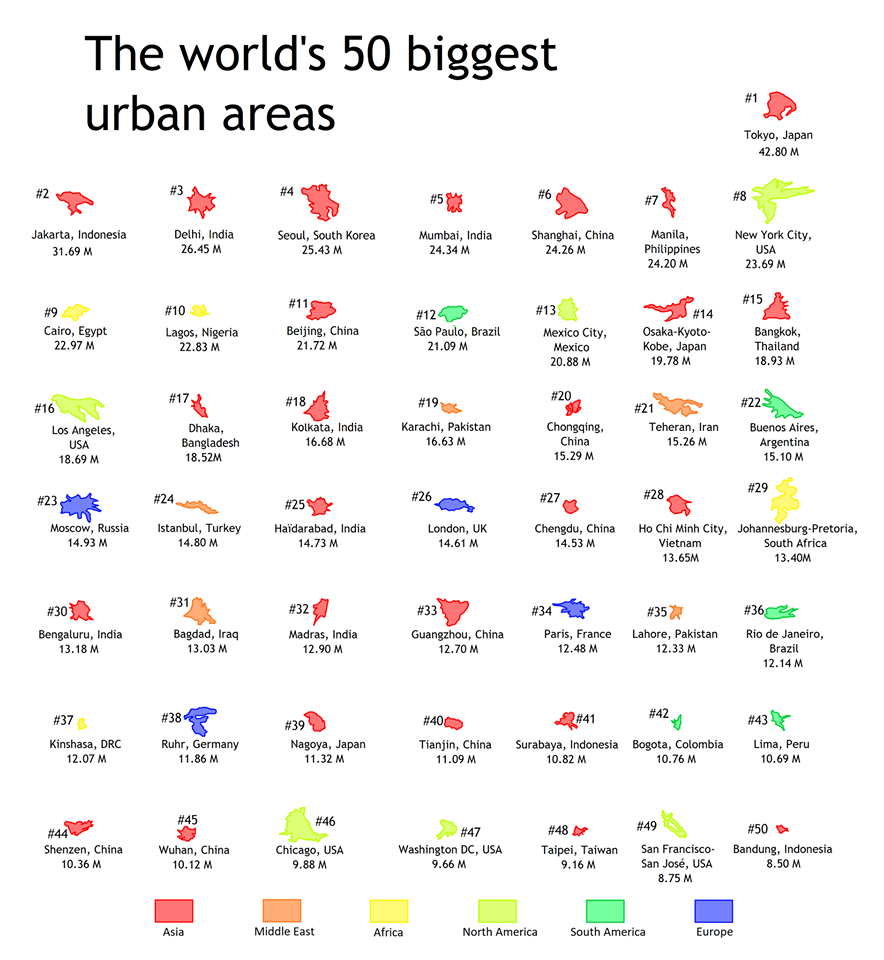 The world's 50 biggest
urban areas
#1
Tokyo, Japan
42.80 M
#2
Jakarta, Indonesia
31.69 M
#3
Delhi, India
26.45 M
#4
Seoul, South Korea
25.43 M
#5
Mumbai, India
24.34 M
#6
Shanghai, China
24.26 M
#7
Manila,
Philippines
24.20 M
#8
New York City,
USA
23.69 M
#9
Cairo, Egypt
22.97 M
#10
Lagos, Nigeria
22.83 M
#11
Beijing, China
21.72 M
#12
São Paulo, Brazil
21.09 M
#13
Mexico City,
Mexico
20.88 M
#14
Osaka-Kyoto-
Kobe, Japan
19.78 M
#15
Bangkok,
Thailand
18.93 M
#16
Los Angeles,
USA
18.69 M
#17
Dhaka,
Bangladesh
18.52M
#18
Kolkata, India
16.68 M
#19
Karachi, Pakistan
16.63 M
#20
Chongqing,
China
15.29 M
#21
Teheran, Iran
15.26 M
#22
Buenos Aires,
Argentina
15.10 M
#23
Moscow, Russia
14.93 M
#24
Istanbul, Turkey
14.80 M
#25
Haïdarabad, India
14.73 M
#26
London, UK
14.61 M
#27
Chengdu, China
14.53 M
#28
Ho Chi Minh City,
Vietnam
13.65M
#29
Johannesburg-Pretoria,
South Africa
13.40M
#30
Bengaluru, India
13.18 M
#31
Bagdad, Iraq
13.03 M
#32
Madras, India
12.90 M
#33
Guangzhou, China
12.70 M
#34
Paris, France
12.48 M
#35
Lahore, Pakistan
12.33 M
#36
Rio de Janeiro,
Brazil
12.14 M
#37
Kinshasa, DRC
12.07 M
#38
Ruhr, Germany
11.86 M
#39
Nagoya, Japan
11.32 M
#40
Tianjin, China
11.09 M
#41
Surabaya, Indonesia
10.82 M
#42
Bogota, Colombia
10.76 M
#43
Lima, Peru
10.69 M
#44
Shenzen, China
10.36 M
#45
Wuhan, China
10.12 M
#46
Chicago, USA
9.88 M
#47
Washington DC, USA
9.66 M
#48
Taipei, Taiwan
9.16 M
#49
San Francisco-
San José, USA
8.75 M
#50
Bandung, Indonesia
8.50 M
Asia
Middle East
Africa
North America
South America
Europe